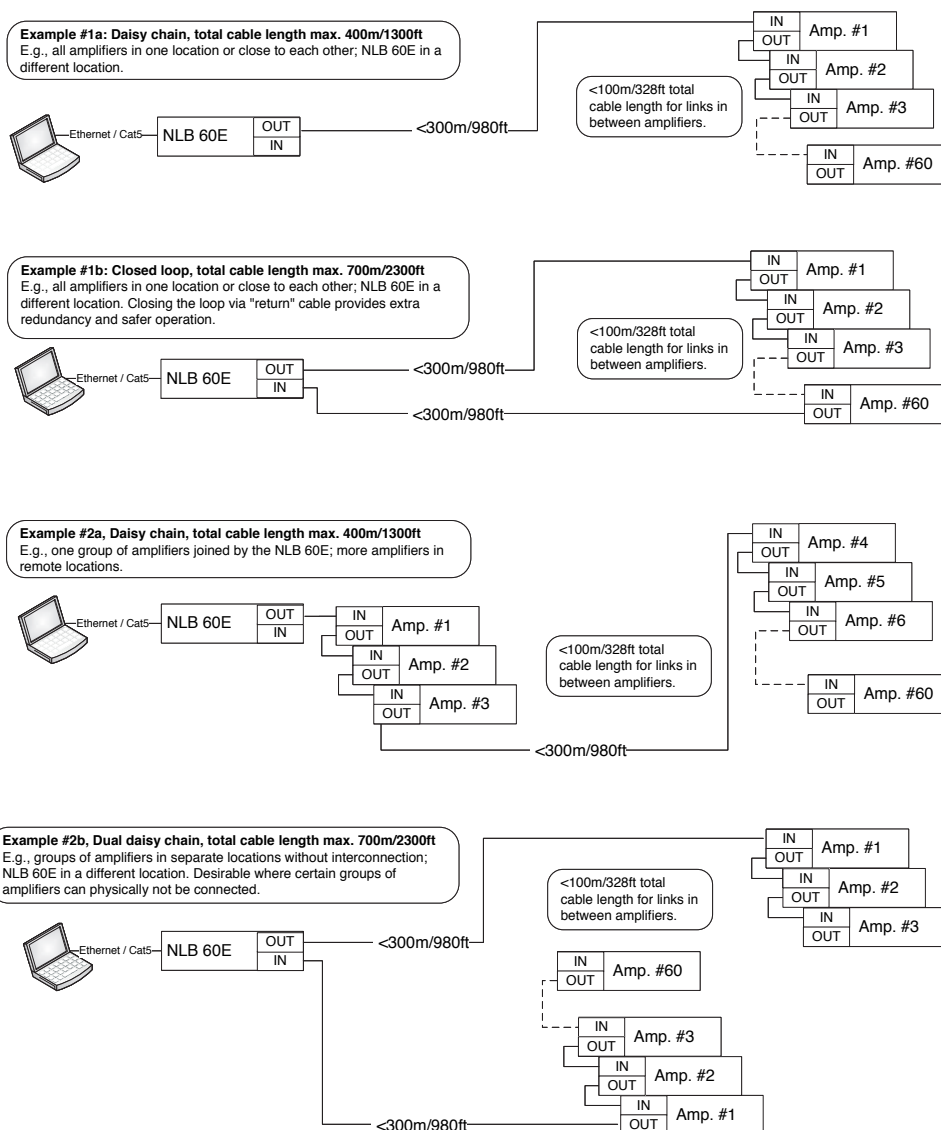 Example #1a: Daisy chain, total cable length max. 400m/1300ft
E.g., all amplifiers in one location or close to each other; NLB 60E in a
different location.
Ethernet / Cat5
NLB 60E
OUT
IN
<300m/980ft
<100m/328ft total
cable length for links in
between amplifiers.
IN
OUT
Amp. #1
IN
OUT
Amp. #2
IN
OUT
Amp. #3
IN
OUT
Amp. #60
Example #1b: Closed loop, total cable length max. 700m/2300ft
E.g., all amplifiers in one location or close to each other; NLB 60E in a
different location. Closing the loop via "return" cable provides extra
redundancy and safer operation.
Ethernet / Cat5
NLB 60E
OUT
IN
<300m/980ft
<300m/980ft
<100m/328ft total
cable length for links in
between amplifiers.
IN
OUT
Amp. #1
IN
OUT
Amp. #2
IN
OUT
Amp. #3
IN
OUT
Amp. #60
Example #2a, Daisy chain, total cable length max. 400m/1300ft
E.g., one group of amplifiers joined by the NLB 60E; more amplifiers in
remote locations.
Ethernet / Cat5
NLB 60E
OUT
IN
IN
OUT
Amp. #1
IN
OUT
Amp. #2
IN
OUT
Amp. #3
<300m/980ft
<100m/328ft total
cable length for links in
between amplifiers.
IN
OUT
Amp. #4
IN
OUT
Amp. #5
IN
OUT
Amp. #6
IN
OUT
Amp. #60
Example #2b, Dual daisy chain, total cable length max. 700m/2300ft
E.g., groups of amplifiers in separate locations without interconnection;
NLB 60E in a different location. Desirable where certain groups of
amplifiers can physically not be connected.
Ethernet / Cat5
NLB 60E
OUT
IN
<300m/980ft
<100m/328ft total
cable length for links in
between amplifiers.
IN
OUT
Amp. #1
IN
OUT
Amp. #2
IN
OUT
Amp. #3
IN
OUT
Amp. #60
IN
OUT
Amp. #3
IN
OUT
Amp. #2
IN
OUT
Amp. #1
<300m/980ft